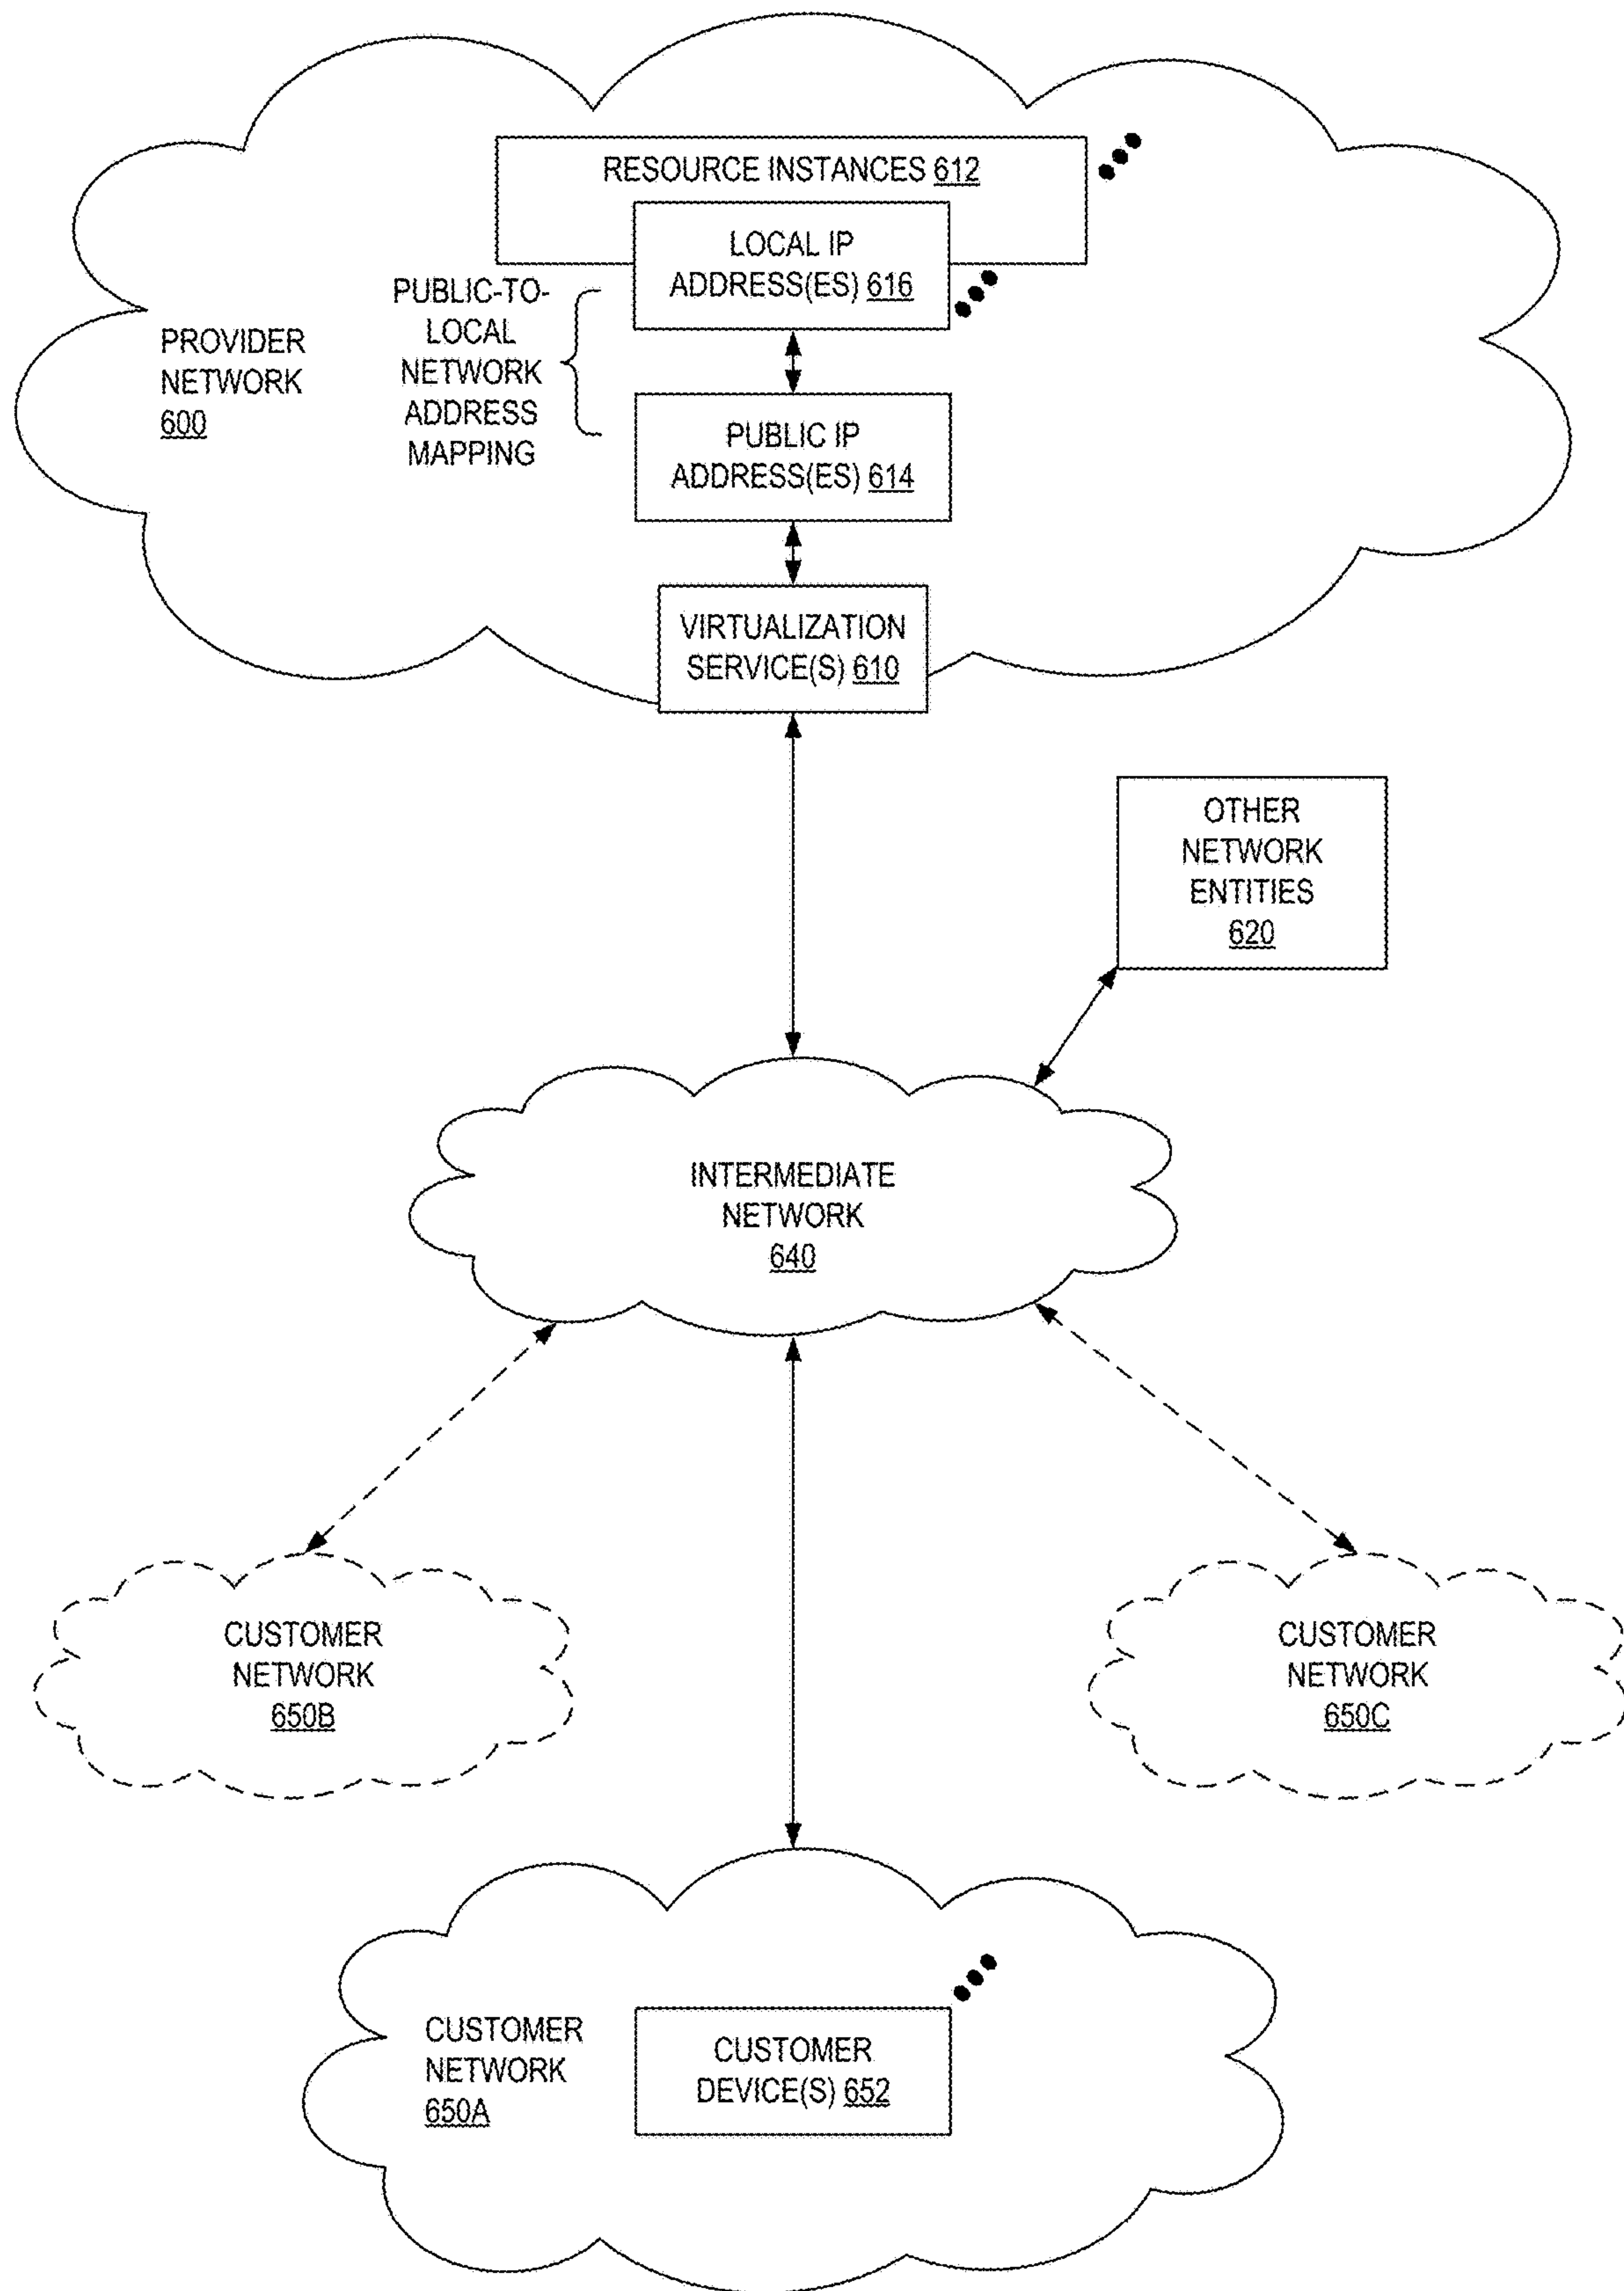 RESOURCE INSTANCES 612
LOCAL IP
ADDRESS(ES) 616
PUBLIC-TO-
LOCAL
NETWORK
ADDRESS
MAPPING
PROVIDER
NETWORK
600
PUBLIC IP
ADDRESS(ES) 614
VIRTUALIZATION
SERVICE(S) 610
OTHER
NETWORK
ENTITIES
620
INTERMEDIATE
NETWORK
640
CUSTOMER
NETWORK
650B
CUSTOMER
NETWORK
650C
CUSTOMER
NETWORK
650A
CUSTOMER
DEVICE(S) 652